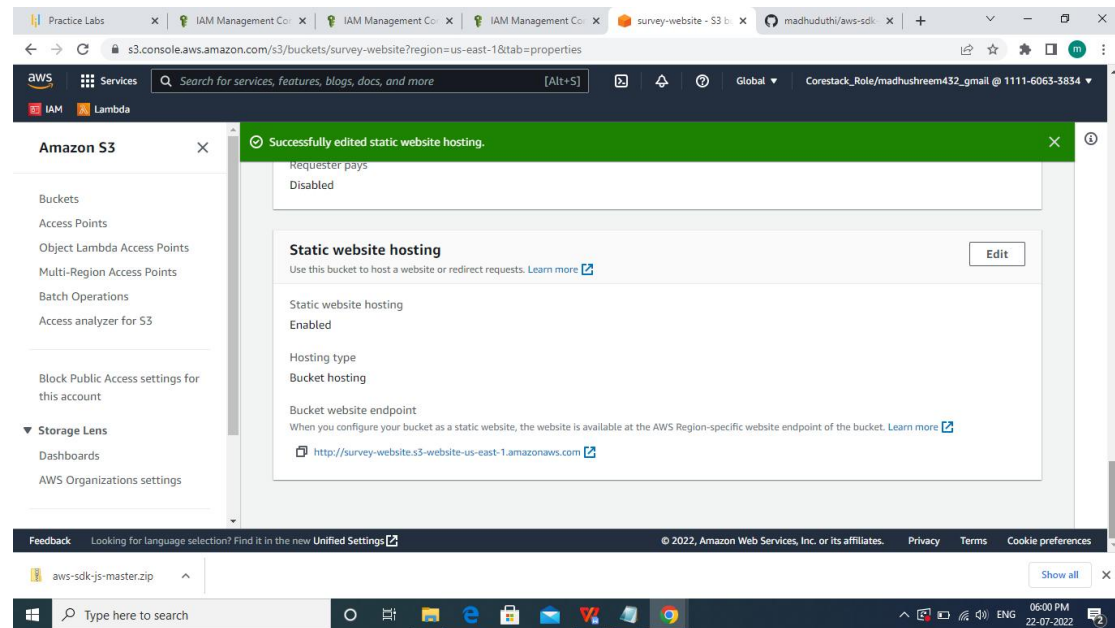 Practice Labs
IAM Management Co
IAM Management Co
IAM Management Co
survey-website - S3 b
madhuduthi/aws-sdk-
s3.console.aws.amazon.com/s3/buckets/survey-website?region=us-east-1&tab=properties
m
aws
Services
Search for services, features, blogs, docs, and more
[Alt+S]
Global
Corestack_Role/madhushreem432_gmail @ 1111-6063-3834
IAM
Lambda
Amazon S3
Buckets
Access Points
Object Lambda Access Points
Multi-Region Access Points
Batch Operations
Access analyzer for S3
Block Public Access settings for
this account
Storage Lens
Dashboards
AWS Organizations settings
Successfully edited static website hosting.
Requester pays
Disabled
Static website hosting
Edit
Use this bucket to host a website or redirect requests. Learn more
Static website hosting
Enabled
Hosting type
Bucket hosting
Bucket website endpoint
When you configure your bucket as a static website, the website is available at the AWS Region-specific website endpoint of the bucket. Learn more
http://survey-website.s3-website-us-east-1.amazonaws.com
Feedback
Looking for language selection? Find it in the new Unified Settings
© 2022, Amazon Web Services, Inc. or its affiliates.
Privacy
Terms
Cookie preferences
aws-sdk-js-master.zip
Show all
Type here to search
ENG
06:00 PM
22-07-2022
2